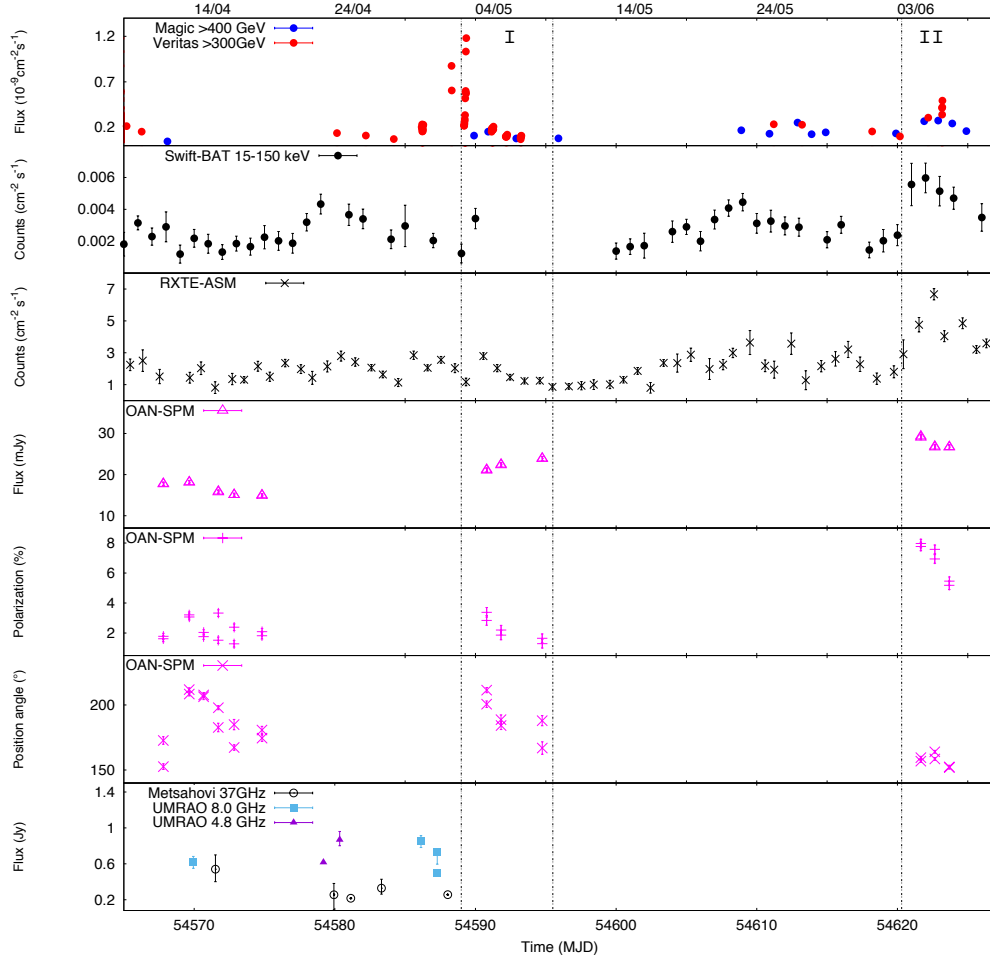 14/04 24/04 04/05 14/05 24/05 03/06
Magic >400 GeV
Veritas >300GeV
I II
1.2
0.7
0.2
Flux (10⁻⁹cm⁻²s⁻¹)
Swift-BAT 15-150 keV
0.006
0.004
0.002
Counts (cm⁻² s⁻¹)
RXTE-ASM
7
5
3
1
Counts (cm⁻² s⁻¹)
OAN-SPM
30
20
10
Flux (mJy)
OAN-SPM
8
6
4
2
Polarization (%)
OAN-SPM
200
150
Position angle (°)
Metsahovi 37GHz
UMRAO 8.0 GHz
UMRAO 4.8 GHz
1.4
1
0.6
0.2
Flux (Jy)
54570 54580 54590 54600 54610 54620
Time (MJD)